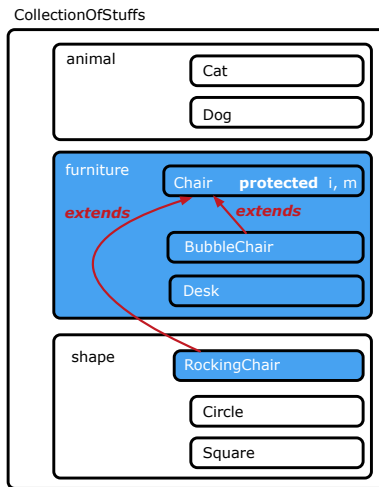 CollectionOfStuffs
animal
Cat
Dog
furniture
Chair protected i, m
extends
extends
BubbleChair
Desk
shape
RockingChair
Circle
Square